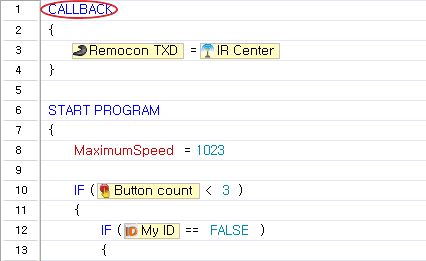 1 CALLBACK
2 {
3 Remocon TXD = IR Center
4 }
5
6 START PROGRAM
7 {
8 MaximumSpeed = 1023
9
10 IF ( Button count < 3 )
11 {
12 IF ( ID My ID == FALSE )
13 {